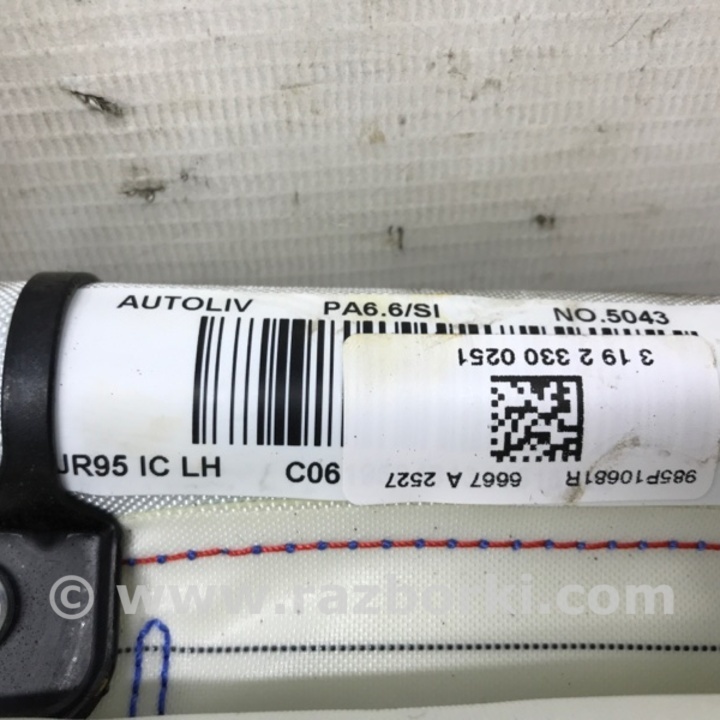 AUTOLIV PA6.6/SI NO.5043
3 19 2 330 0251
985P10681R 6667 A 2527
JR95 IC LH C06
© www.razborki.com